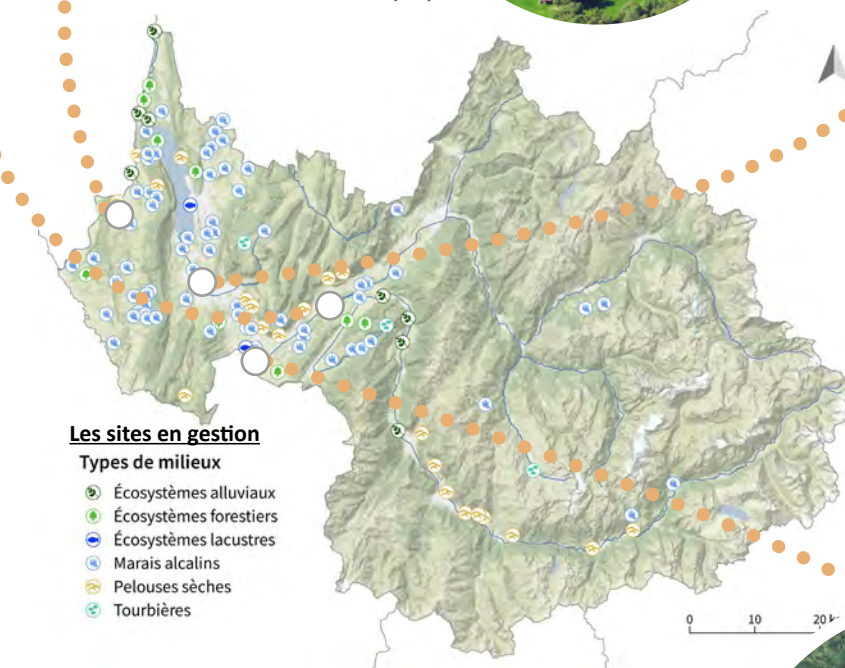 Les sites en gestion
Types de milieux
Écosystèmes alluviaux
Écosystèmes forestiers
Écosystèmes lacustres
Marais alcalins
Pelouses sèches
Tourbières
0 10 20